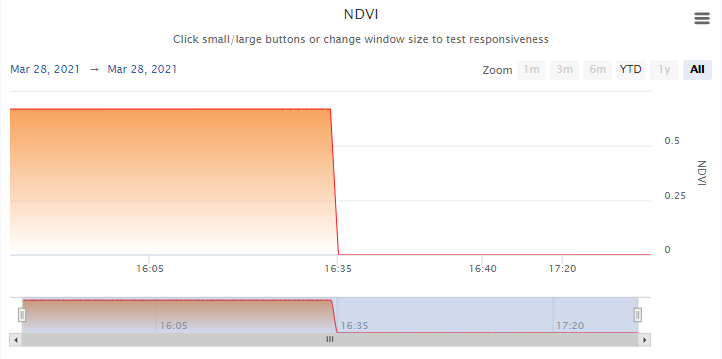 NDVI
Click small/large buttons or change window size to test responsiveness
Mar 28, 2021 → Mar 28, 2021
Zoom 1m 3m 6m YTD 1y All
0.5
0.25
0
NDVI
16:05 16:35 16:40 17:20
16:05 16:35 17:20